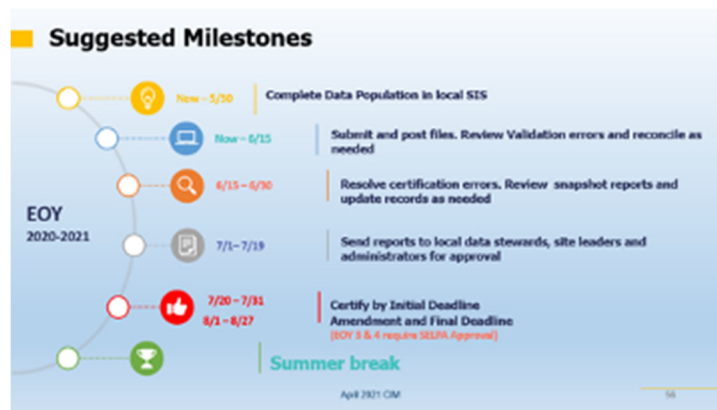 Suggested Milestones
Now – 5/30
Complete Data Population in local SIS
Now – 6/15
Submit and post files. Review Validation errors and reconcile as
needed
6/15 – 6/30
Resolve certification errors. Review snapshot reports and
update records as needed
EOY
2020-2021
7/1 – 7/19
Send reports to local data stewards, site leaders and
administrators for approval
7/20 – 7/31
8/1 – 8/27
Certify by Initial Deadline
Amendment and Final Deadline
(EOY 3 & 4 require SELPA Approval)
Summer break
April 2021 CIM
56